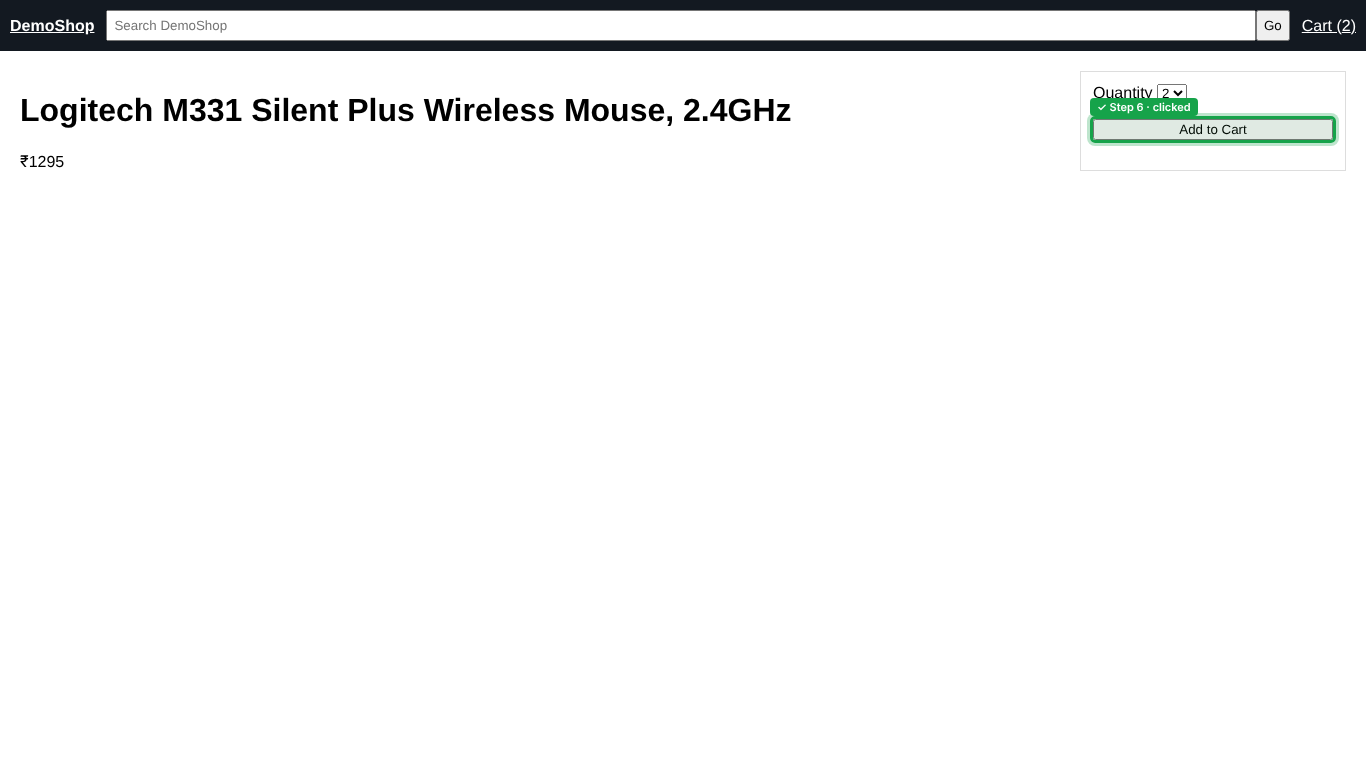 DemoShop
Search DemoShop
Go
Cart (2)
Logitech M331 Silent Plus Wireless Mouse, 2.4GHz
₹1295
Quantity 2
✓ Step 6 · clicked
Add to Cart